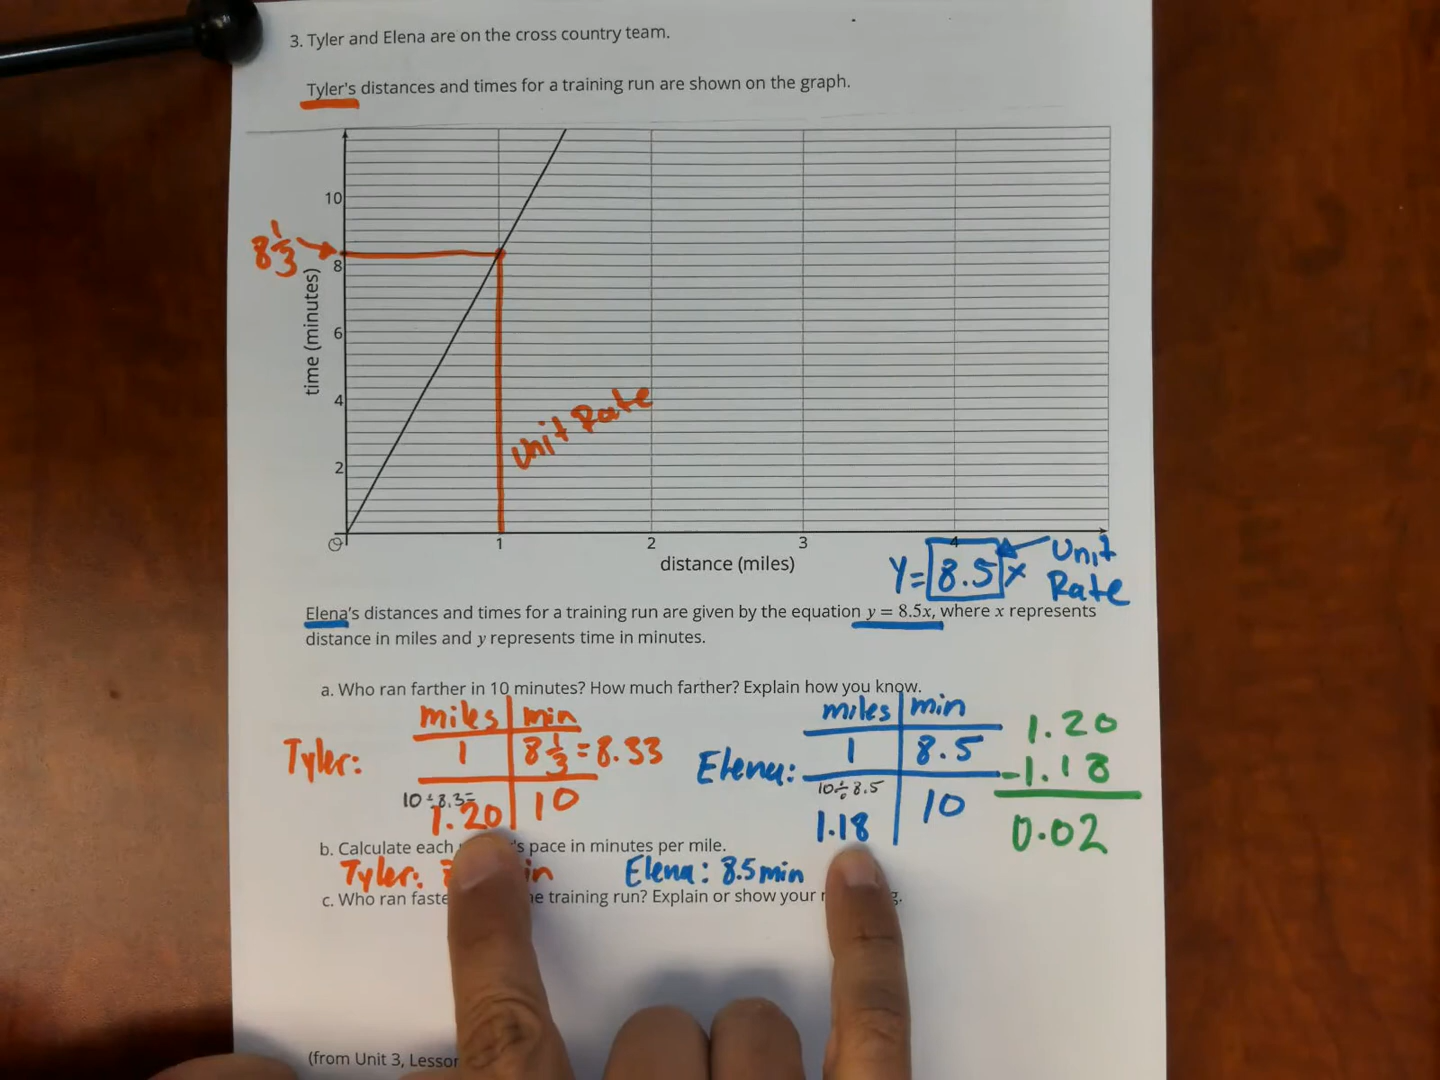 3. Tyler and Elena are on the cross country team.
Tyler's distances and times for a training run are shown on the graph.
10
8 1/3
8
6
4
2
time (minutes)
Unit Rate
0
1
2
3
4
distance (miles)
Y = 8.5 x
Unit
Rate
Elena's distances and times for a training run are given by the equation y = 8.5x, where x represents
distance in miles and y represents time in minutes.
a. Who ran farther in 10 minutes? How much farther? Explain how you know.
Tyler:
miles min
1 8 1/3 = 8.33
10 ÷ 8.3=
1.20 10
Elena:
miles min
1 8.5
10 ÷ 8.5
1.18 10
1.20
-1.18
0.02
b. Calculate each pace in minutes per mile.
Tyler: Elena: 8.5 min
c. Who ran training run? Explain or show your
(from Unit 3,